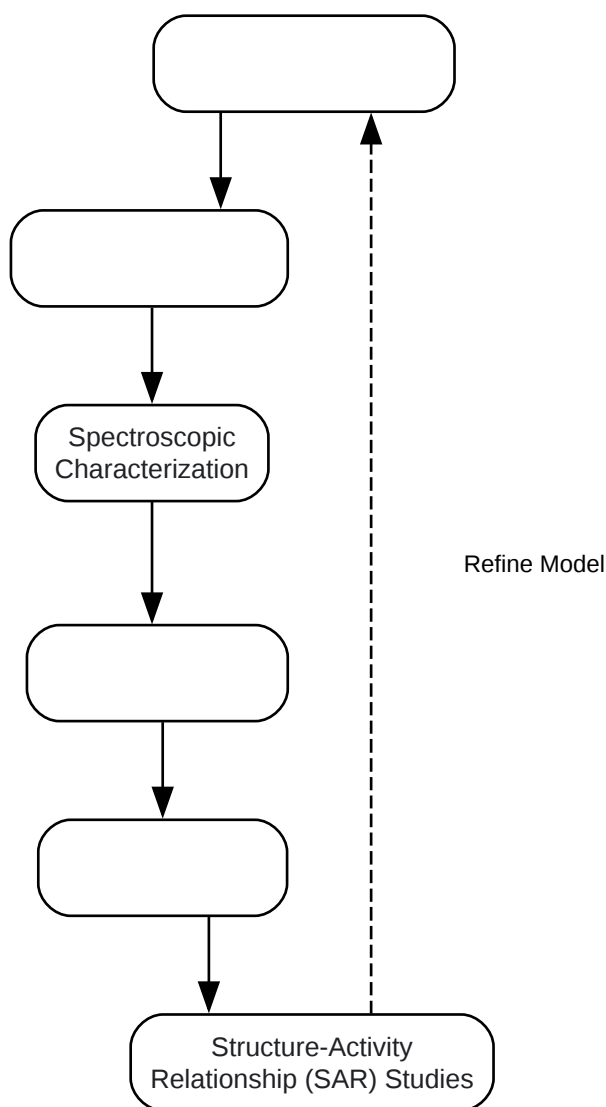 Spectroscopic
Characterization
Refine Model
Structure-Activity
Relationship (SAR) Studies